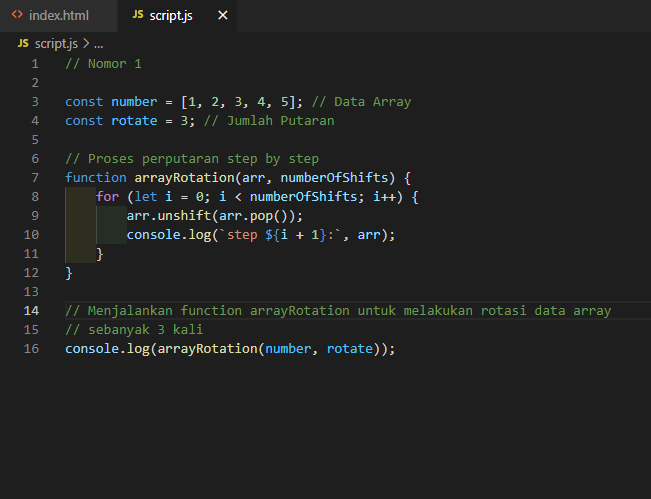 index.html JS script.js ×
JS script.js > ...
1 // Nomor 1
2
3 const number = [1, 2, 3, 4, 5]; // Data Array
4 const rotate = 3; // Jumlah Putaran
5
6 // Proses perputaran step by step
7 function arrayRotation(arr, numberOfShifts) {
8     for (let i = 0; i < numberOfShifts; i++) {
9         arr.unshift(arr.pop());
10         console.log(`step ${i + 1}:`, arr);
11     }
12 }
13
14 // Menjalankan function arrayRotation untuk melakukan rotasi data array
15 // sebanyak 3 kali
16 console.log(arrayRotation(number, rotate));